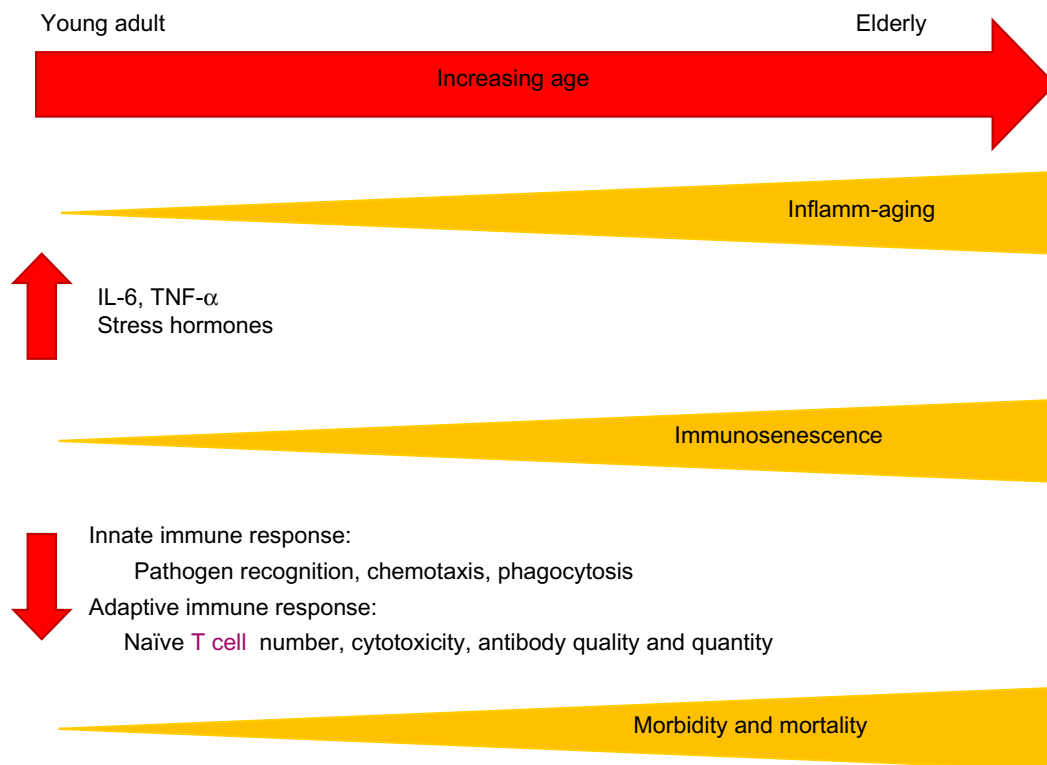 Young adult
Elderly
Increasing age
Inflamm-aging
IL-6, TNF-α
Stress hormones
Immunosenescence
Innate immune response:
Pathogen recognition, chemotaxis, phagocytosis
Adaptive immune response:
Naïve T cell number, cytotoxicity, antibody quality and quantity
Morbidity and mortality